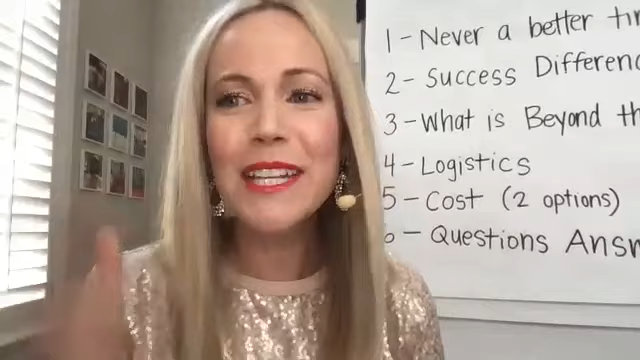 1 - Never a better
2 - Success
3 - What is Beyond
4 - Logistics
5 - Cost (2 options)
- Questions